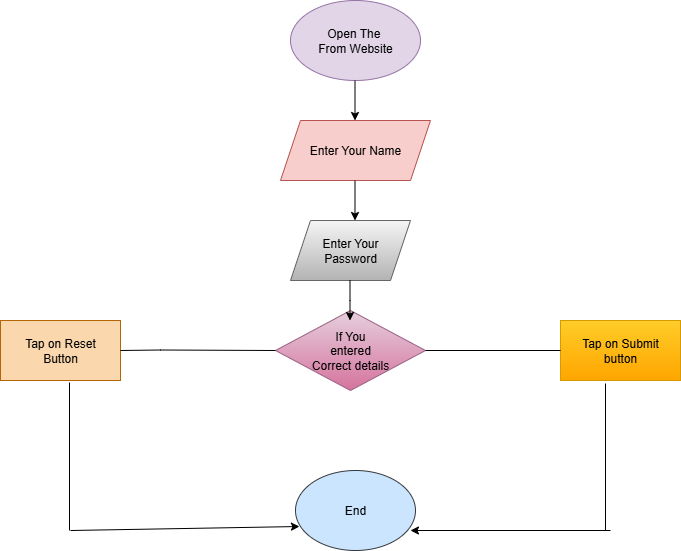 Open The
From Website
Enter Your Name
Enter Your
Password
If You
entered
Correct details
Tap on Reset
Button
Tap on Submit
button
End